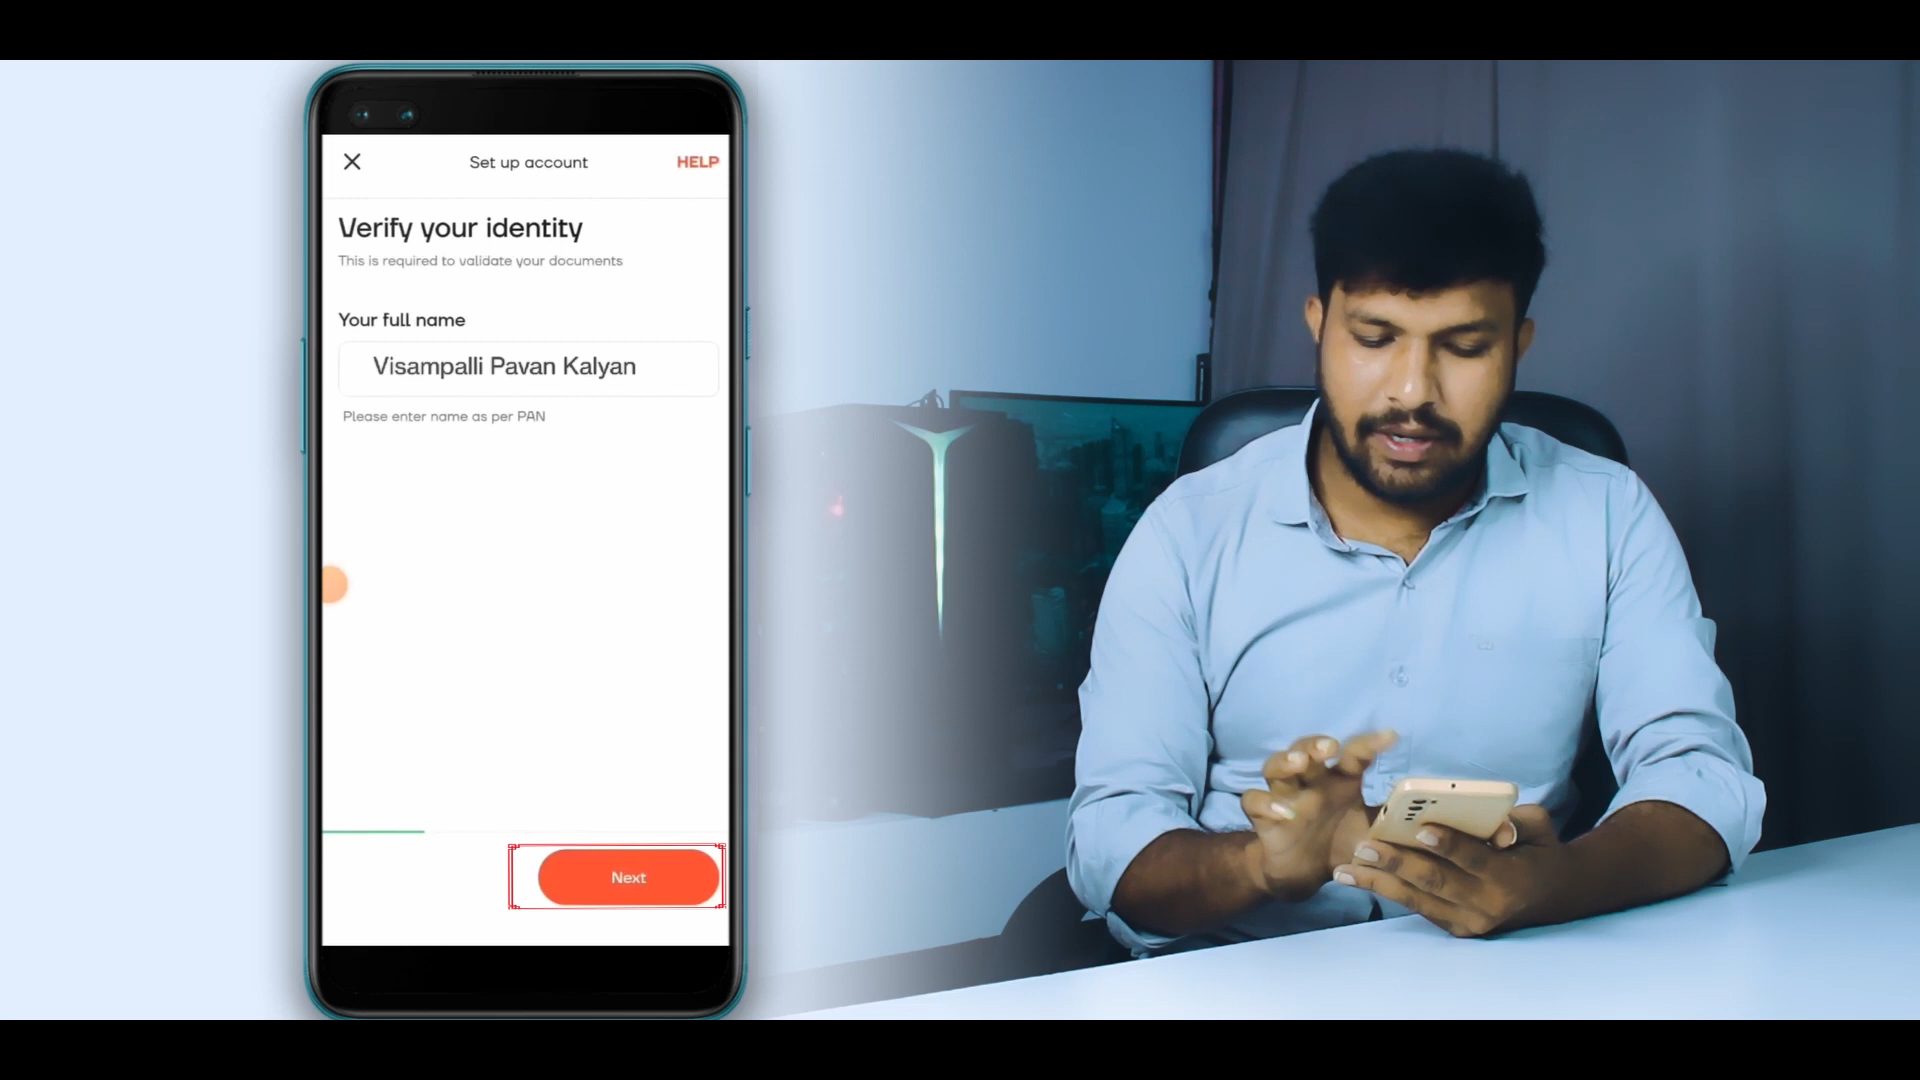 Set up account
HELP
Verify your identity
This is required to validate your documents
Your full name
Visampalli Pavan Kalyan
Please enter name as per PAN
Next